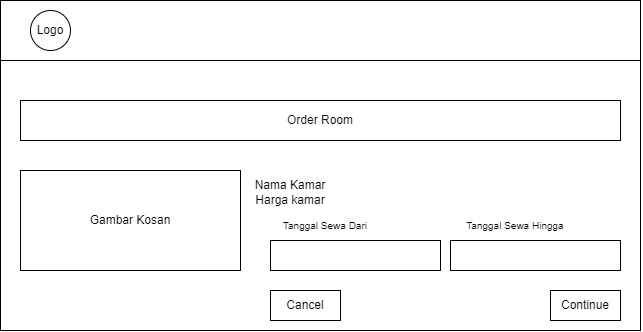 Logo
Order Room
Gambar Kosan
Nama Kamar
Harga kamar
Tanggal Sewa Dari
Tanggal Sewa Hingga
Cancel
Continue